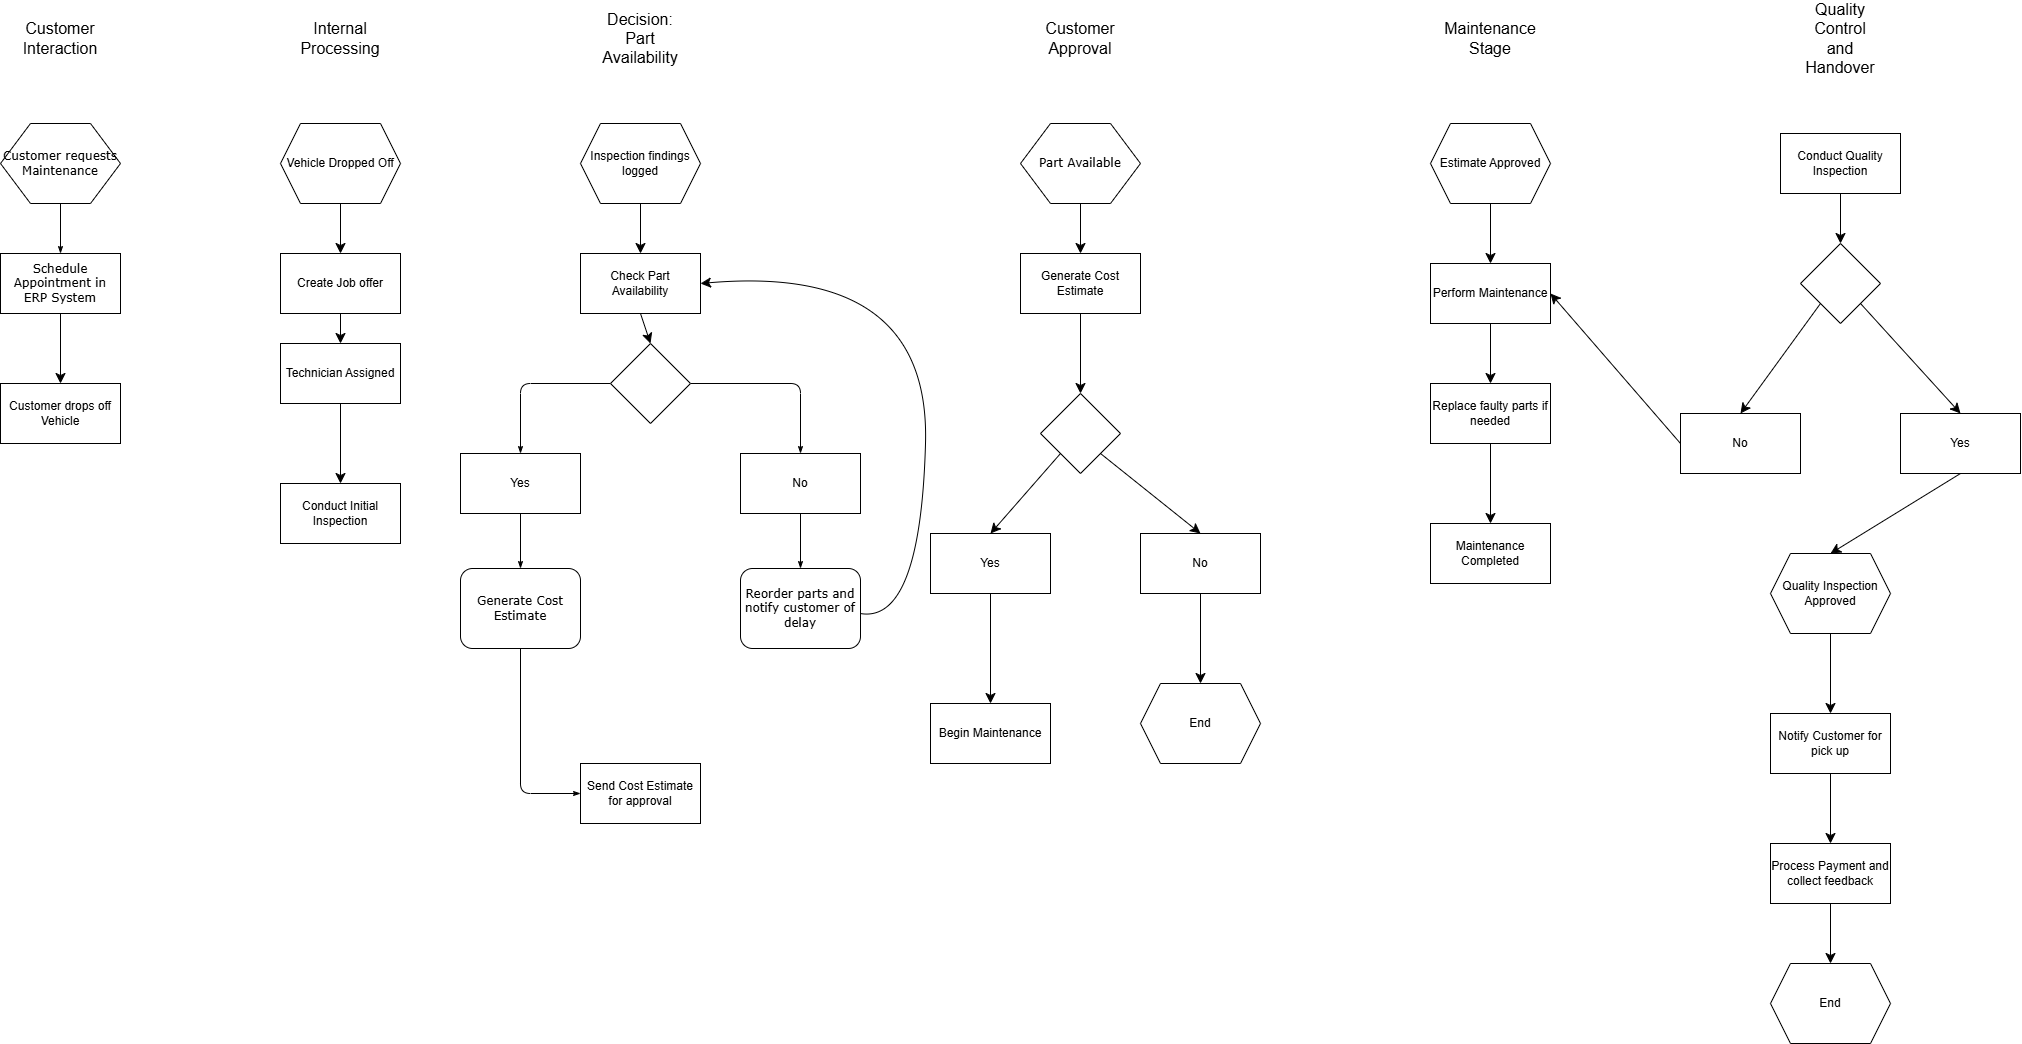 Customer
Interaction
Customer requests
Maintenance
Schedule
Appointment in
ERP System
Customer drops off
Vehicle
Internal
Processing
Vehicle Dropped Off
Create Job offer
Technician Assigned
Conduct Initial
Inspection
Decision:
Part
Availability
Inspection findings
logged
Check Part
Availability
Yes
No
Generate Cost
Estimate
Reorder parts and
notify customer of
delay
Send Cost Estimate
for approval
Customer
Approval
Part Available
Generate Cost
Estimate
Yes
No
Begin Maintenance
End
Maintenance
Stage
Estimate Approved
Perform Maintenance
Replace faulty parts if
needed
Maintenance
Completed
Quality
Control
and
Handover
Conduct Quality
Inspection
No
Yes
Quality Inspection
Approved
Notify Customer for
pick up
Process Payment and
collect feedback
End